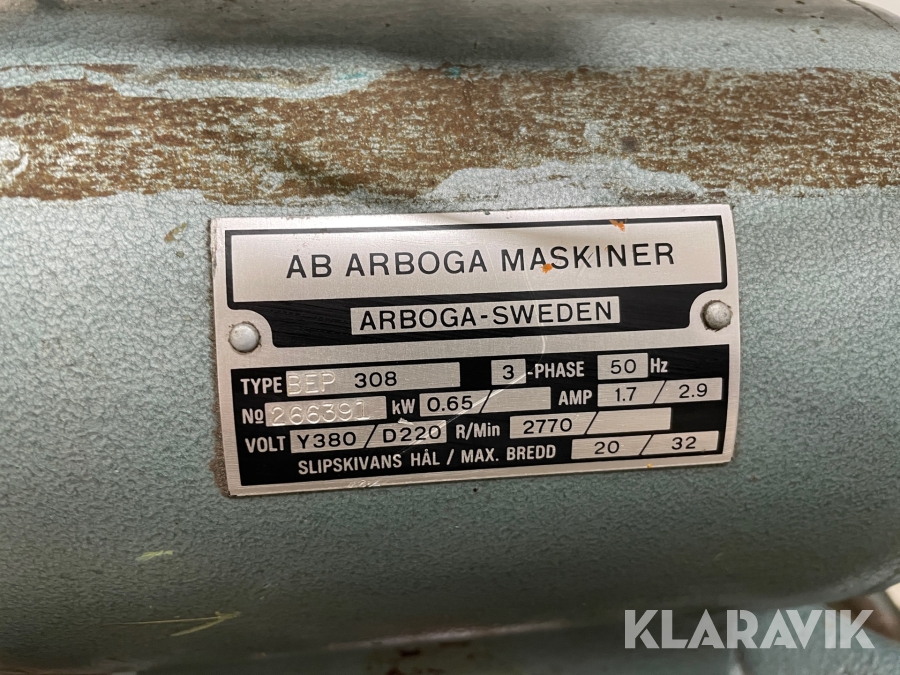 AB ARBOGA MASKINER
ARBOGA-SWEDEN
TYPE BEP 308 3 -PHASE 50 Hz
No 266391 kW 0.65 / AMP 1.7 / 2.9
VOLT Y380 / D220 R/Min 2770 /
SLIPSKIVANS HÅL / MAX. BREDD 20 / 32
KLARAVIK